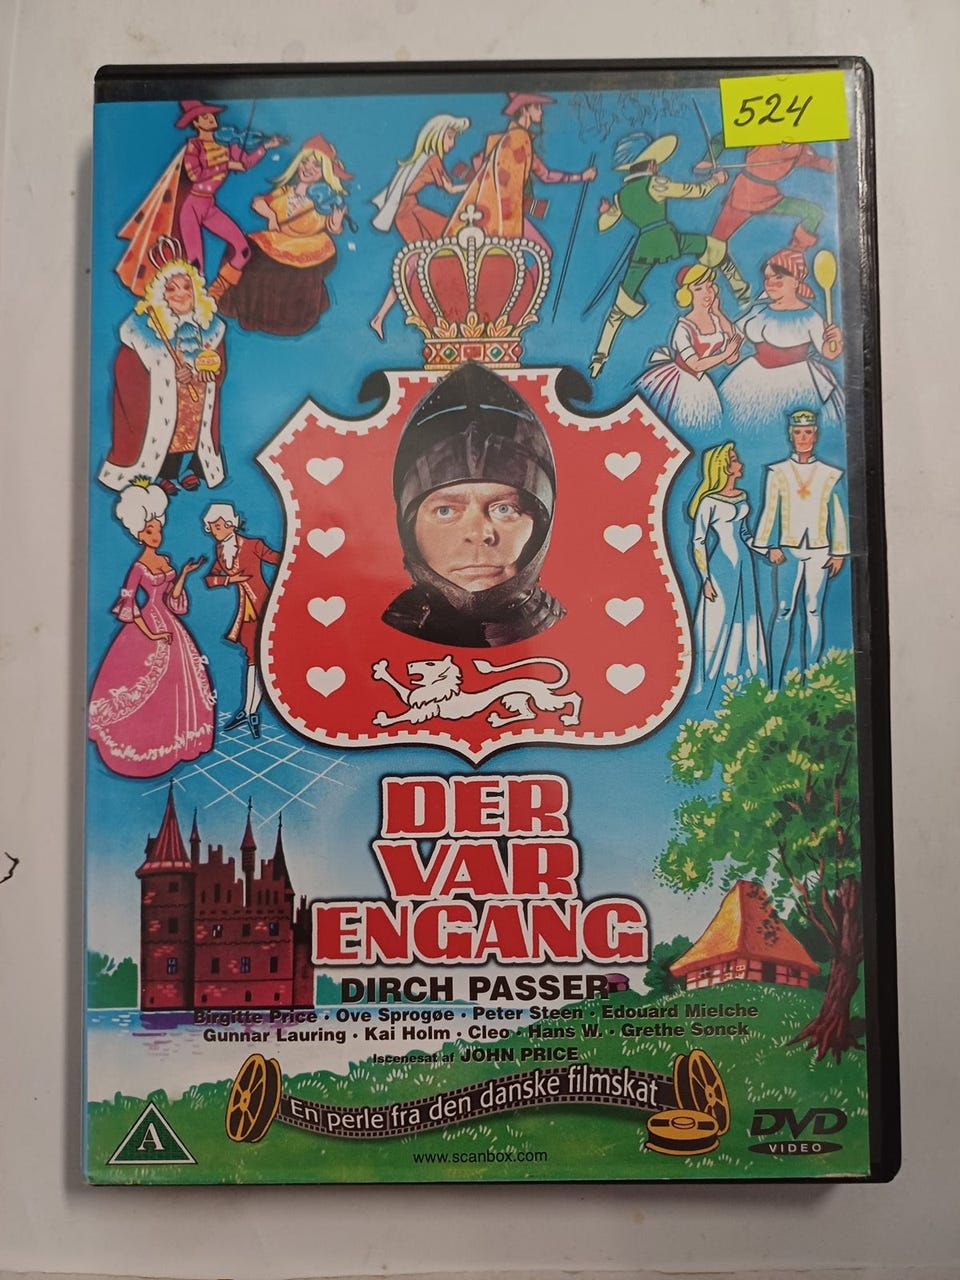 524
DER
VAR
ENGANG
DIRCH PASSER
Birgitte Price · Ove Sprogøe · Peter Steen · Edouard Mielche
Gunnar Lauring · Kai Holm · Cleo · Hans W. · Grethe Sønck
Iscenesat af JOHN PRICE
En perle fra den danske filmskat
A
www.scanbox.com
DVD
VIDEO